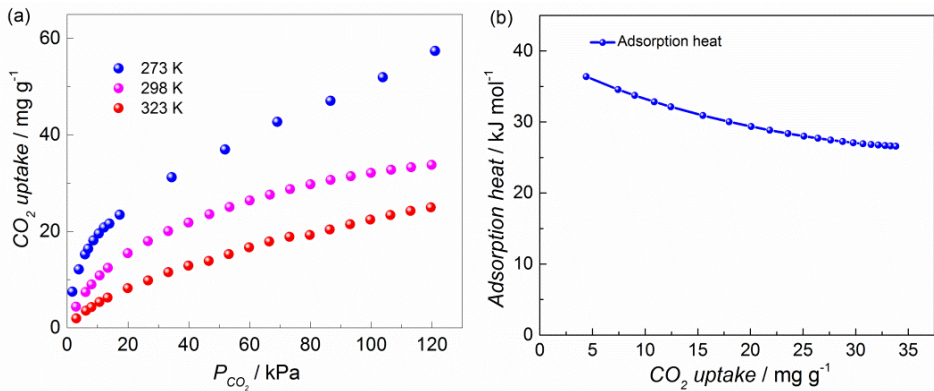 (a)
60
40
20
0
CO₂ uptake / mg g⁻¹
273 K
298 K
323 K
0 20 40 60 80 100 120
P_CO₂ / kPa
(b)
50
40
30
20
10
0
Adsorption heat / kJ mol⁻¹
Adsorption heat
0 5 10 15 20 25 30 35
CO₂ uptake / mg g⁻¹